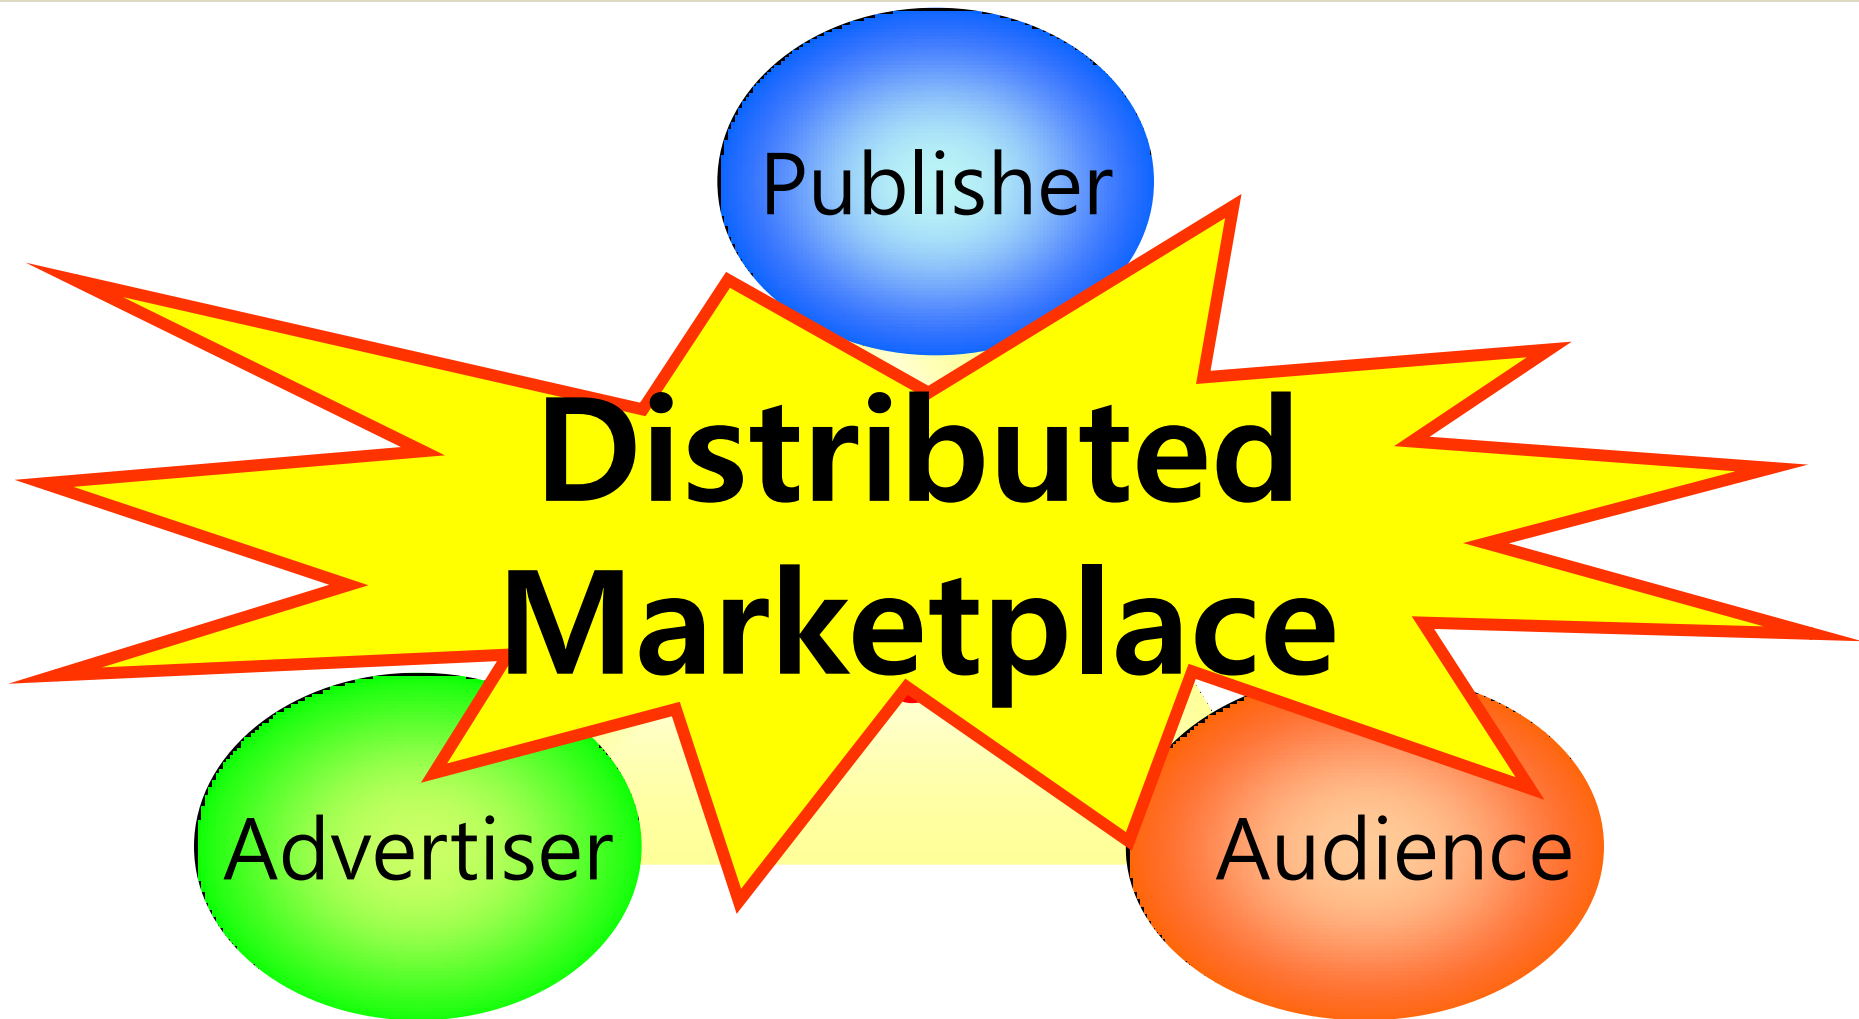 Publisher
Distributed
Marketplace
Advertiser
Audience